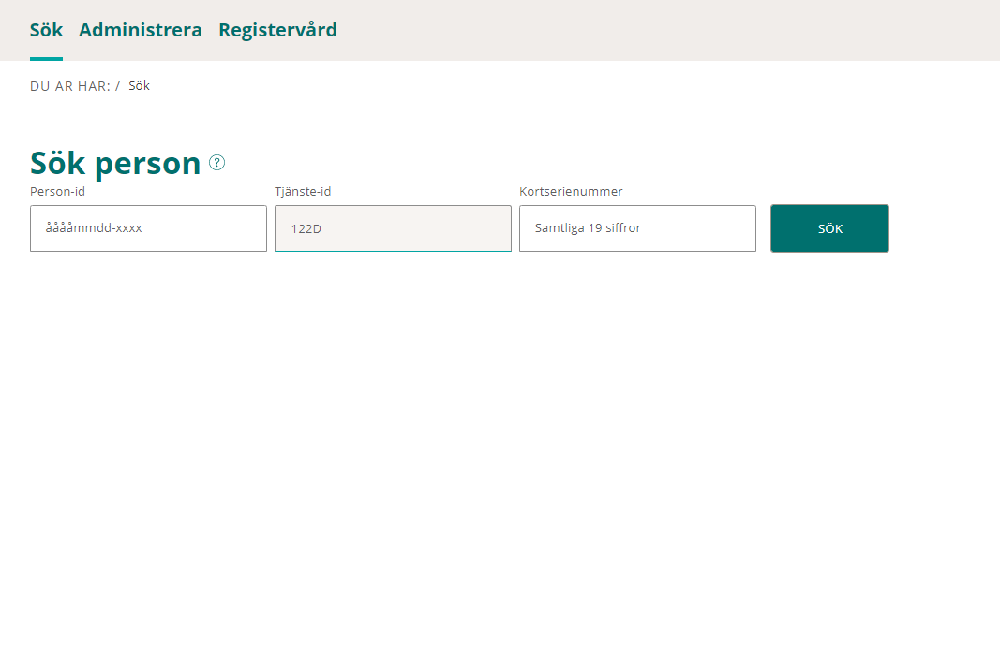 Sök Administrera Registervård
DU ÄR HÄR: / Sök
Sök person ?
Person-id Tjänste-id Kortserienummer
ååååmmdd-xxxx 122D Samtliga 19 siffror SÖK